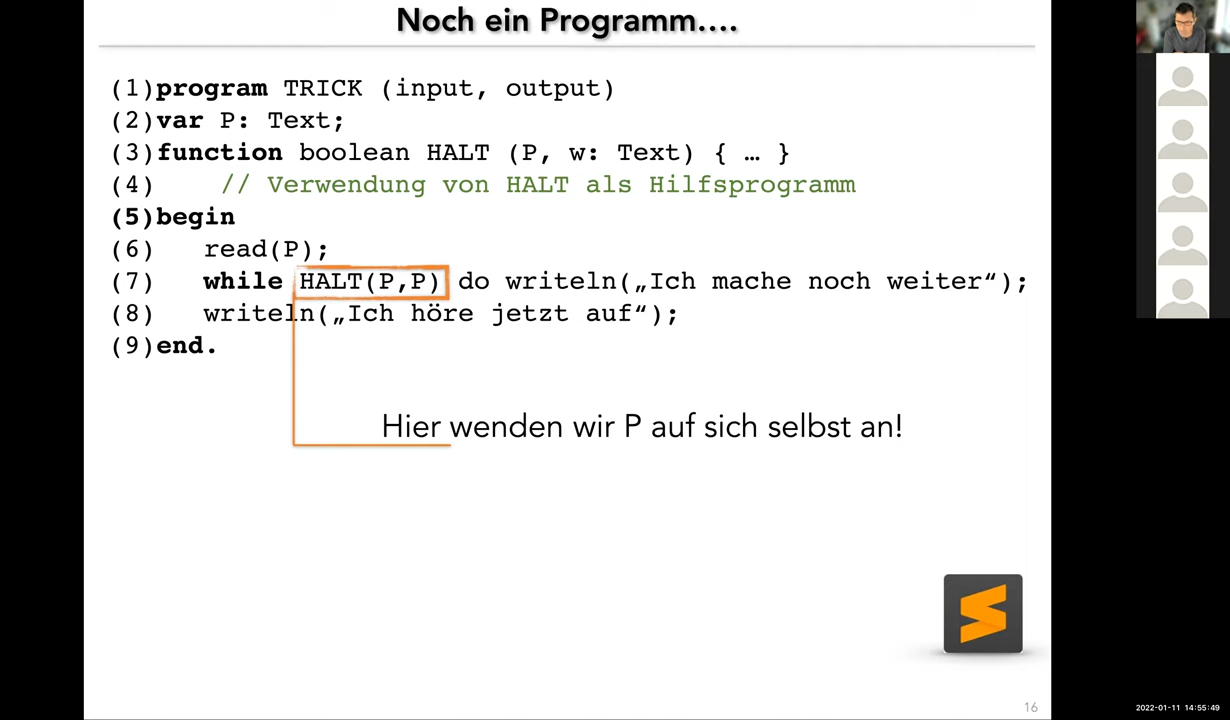 Noch ein Programm....
(1)program TRICK (input, output)
(2)var P: Text;
(3)function boolean HALT (P, w: Text) { … }
(4) // Verwendung von HALT als Hilfsprogramm
(5)begin
(6) read(P);
(7) while HALT(P,P) do writeln(„Ich mache noch weiter“);
(8) writeln(„Ich höre jetzt auf“);
(9)end.
Hier wenden wir P auf sich selbst an!
16
2022-01-11 14:55:49